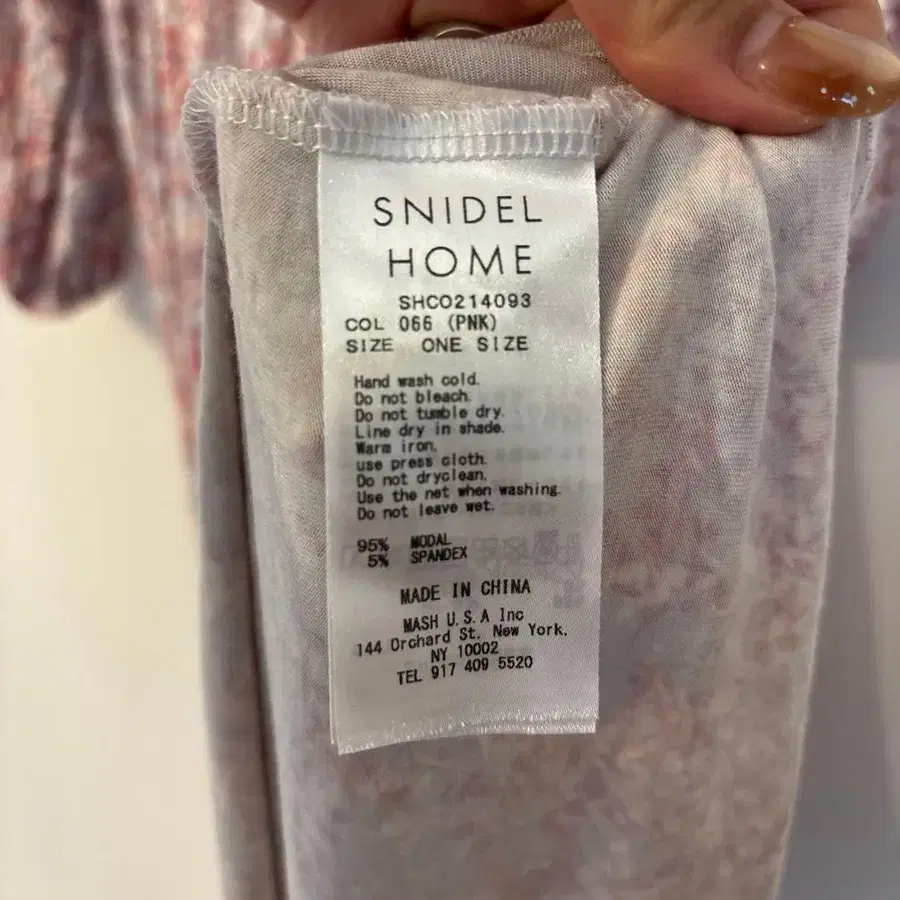 SNIDEL
HOME
SHCO214093
COL 066 (PNK)
SIZE ONE SIZE
Hand wash cold.
Do not bleach.
Do not tumble dry.
Line dry in shade.
Warm iron.
use press cloth.
Do not dryclean.
Use the net when washing.
Do not leave wet.
95% MODAL
5% SPANDEX
MADE IN CHINA
MASH U.S.A Inc
144 Orchard St. New York,
NY 10002
TEL 917 409 5520